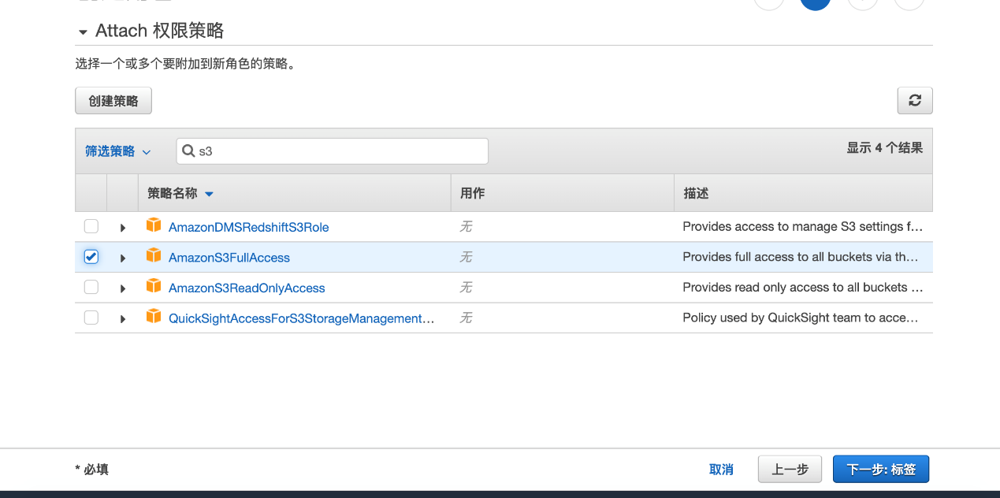 Attach 权限策略
选择一个或多个要附加到新角色的策略。
创建策略
筛选策略 s3 显示 4 个结果
策略名称 用作 描述
AmazonDMSRedshiftS3Role 无 Provides access to manage S3 settings f...
AmazonS3FullAccess 无 Provides full access to all buckets via th...
AmazonS3ReadOnlyAccess 无 Provides read only access to all buckets ...
QuickSightAccessForS3StorageManagement... 无 Policy used by QuickSight team to acce...
* 必填 取消 上一步 下一步: 标签